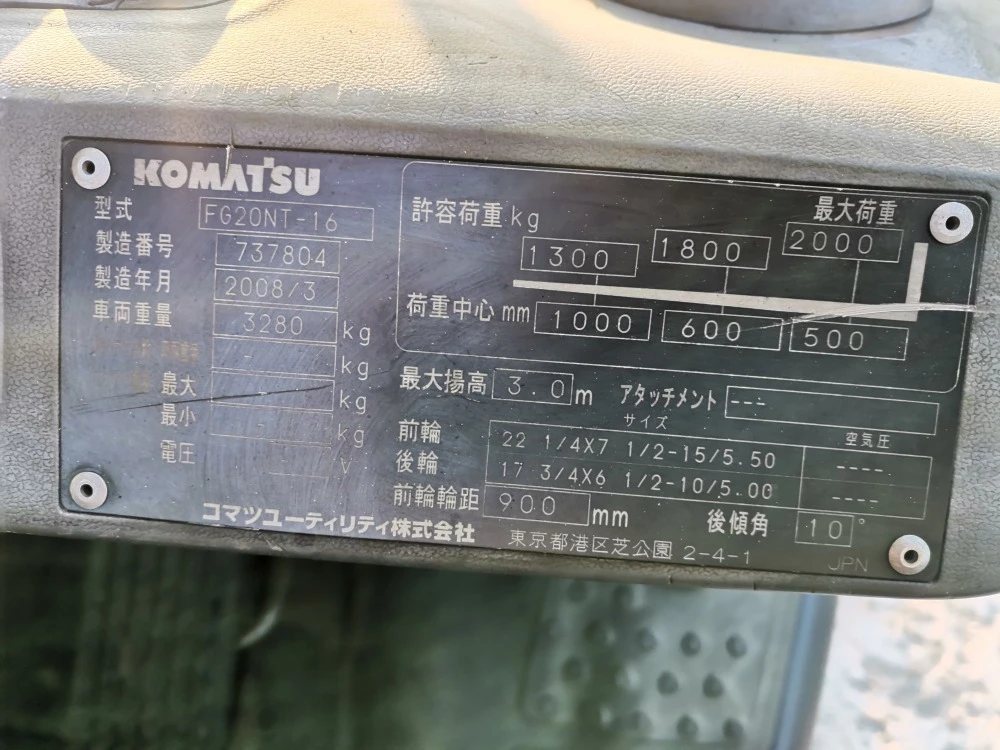 KOMATSU
型式 FG20NT-16
製造番号 737804
製造年月 2008/3
車両重量 3280 kg
- kg
最大 - kg
最小 - kg
電圧 V
許容荷重 kg 最大荷重
1300 1800 2000
荷重中心 mm 1000 600 500
最大揚高 3.0 m アタッチメント ---
サイズ 空気圧
前輪 22 1/4X7 1/2-15/5.50 ----
後輪 17 3/4X6 1/2-10/5.00 ----
前輪輪距 900 mm 後傾角 10°
コマツユーティリティ株式会社 東京都港区芝公園 2-4-1 JPN